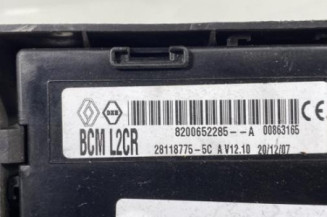 8200652285--A 00863165
BCM L2CR
28118775-5C A V12.10 20/12/07